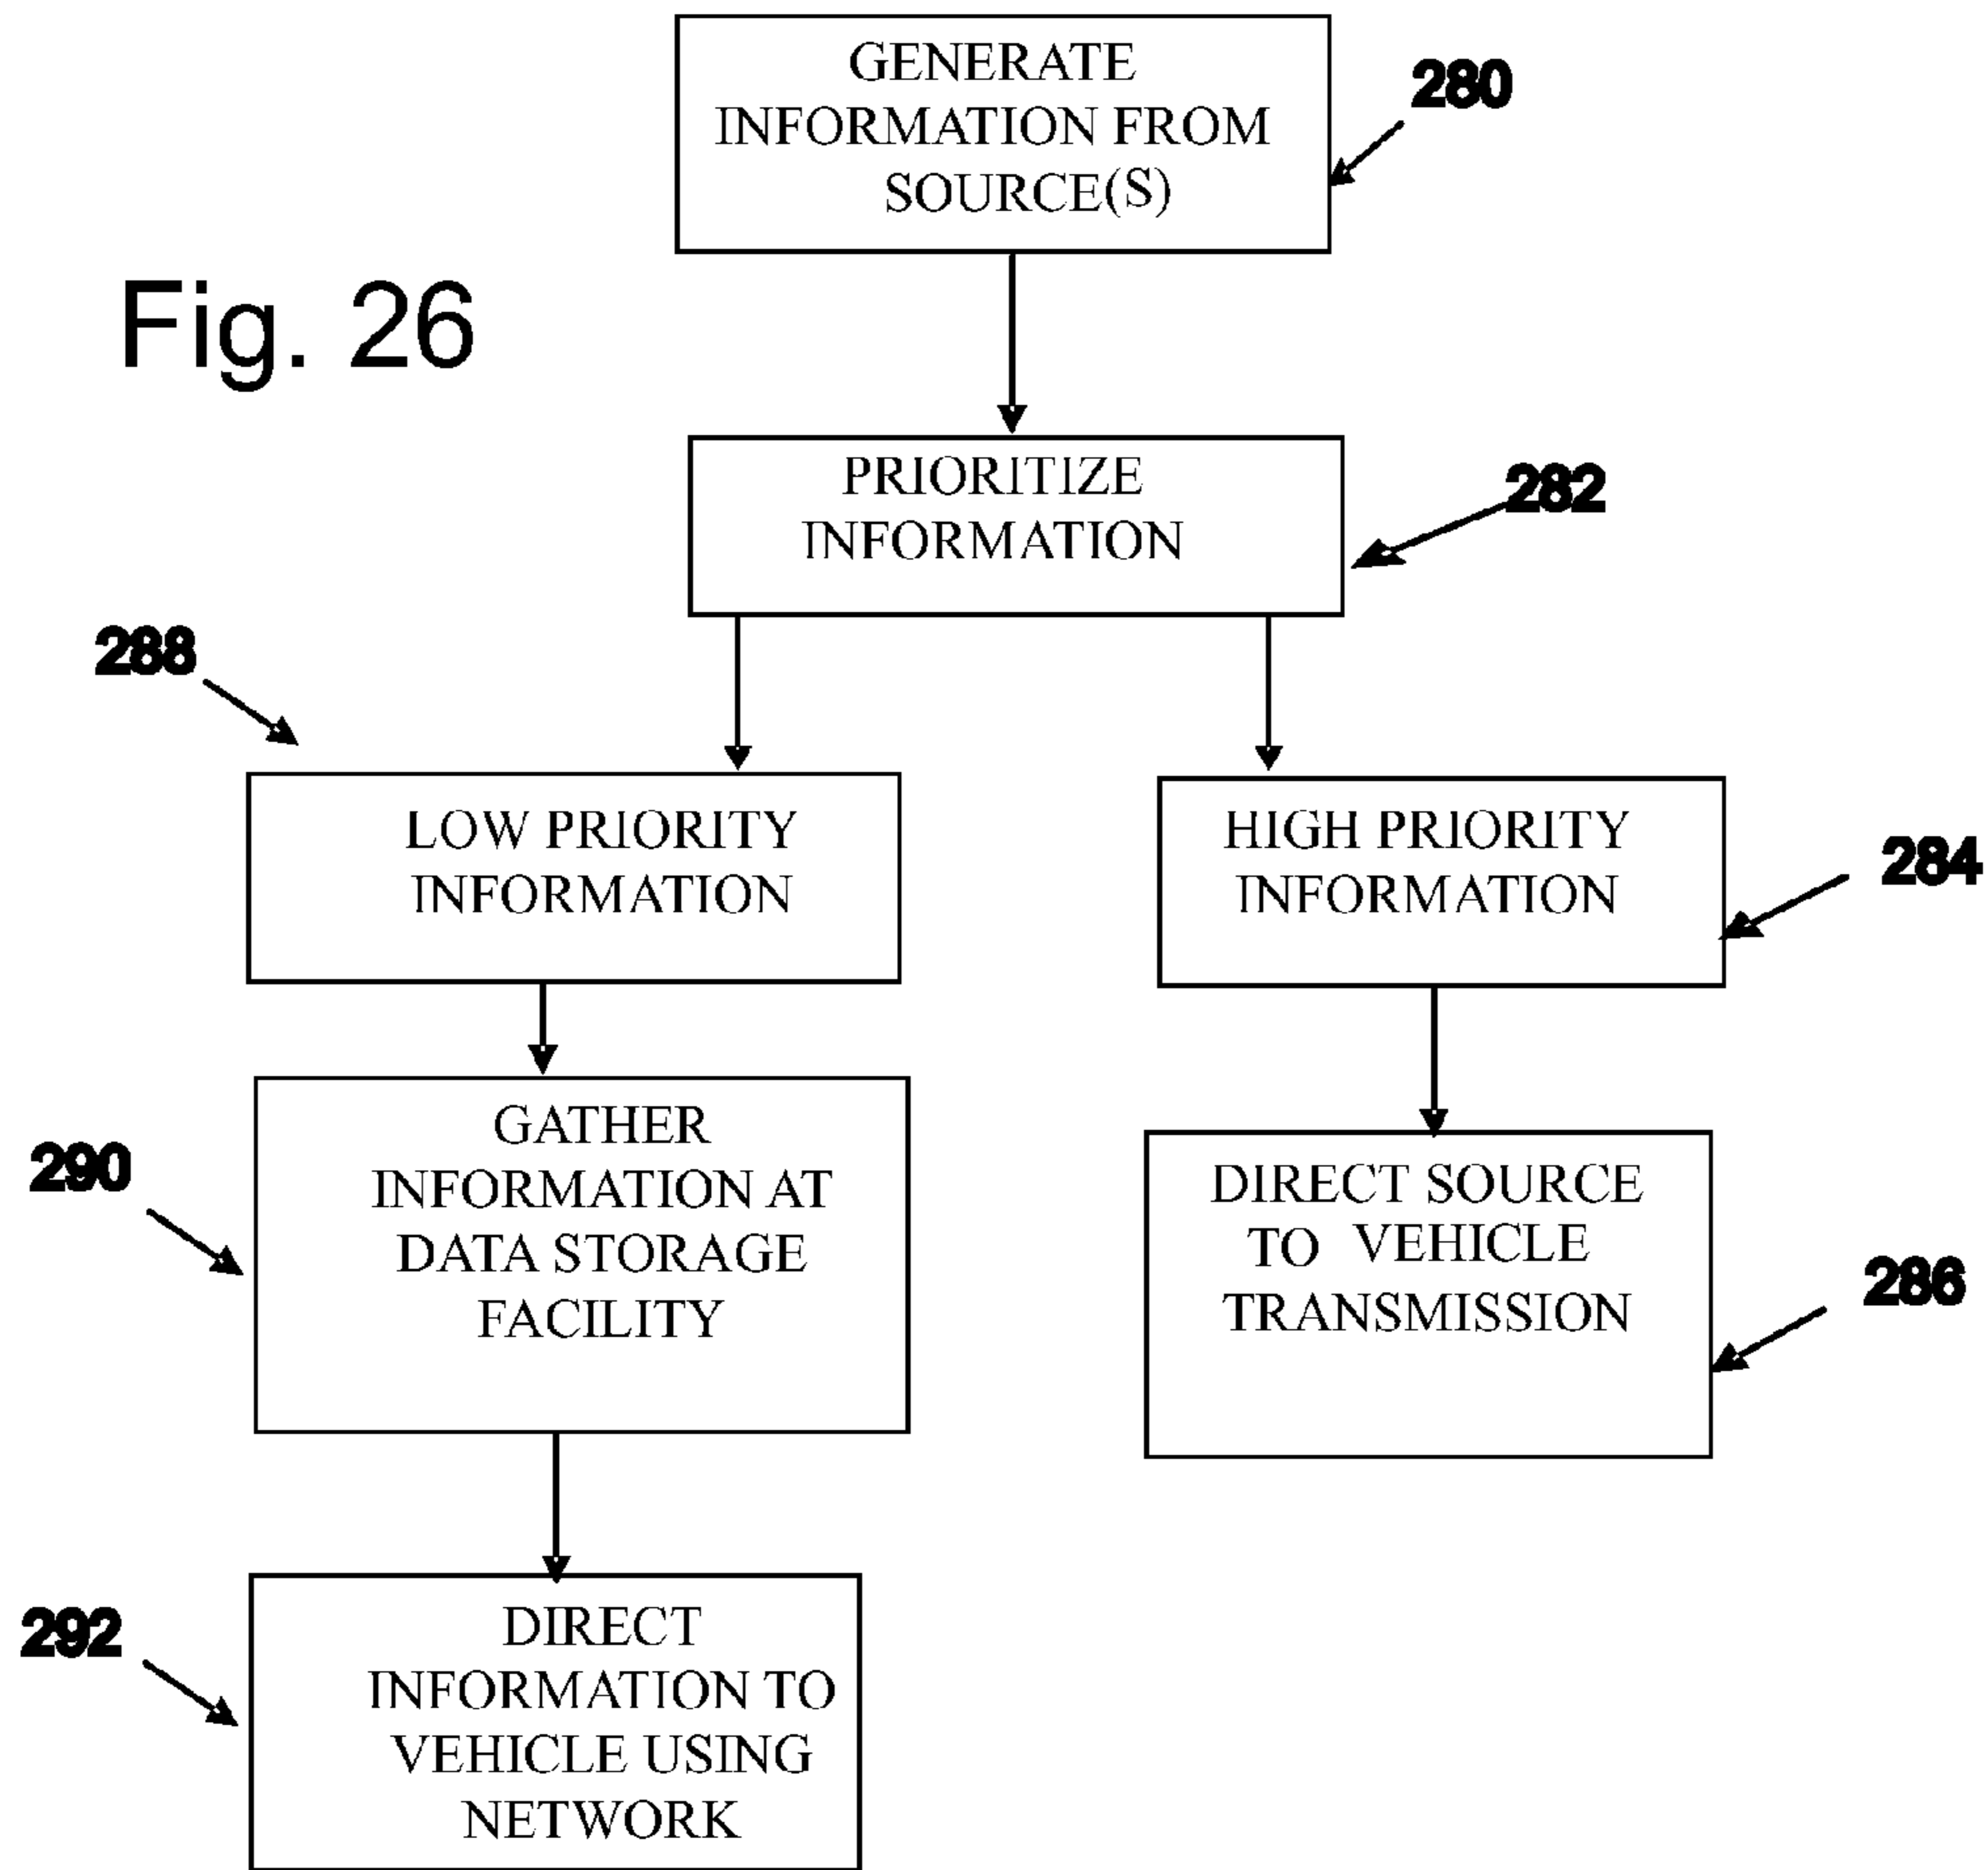 GENERATE
INFORMATION FROM
SOURCE(S)
280
Fig. 26
PRIORITIZE
INFORMATION
282
288
LOW PRIORITY
INFORMATION
HIGH PRIORITY
INFORMATION
284
290
GATHER
INFORMATION AT
DATA STORAGE
FACILITY
DIRECT SOURCE
TO VEHICLE
TRANSMISSION
286
292
DIRECT
INFORMATION TO
VEHICLE USING
NETWORK